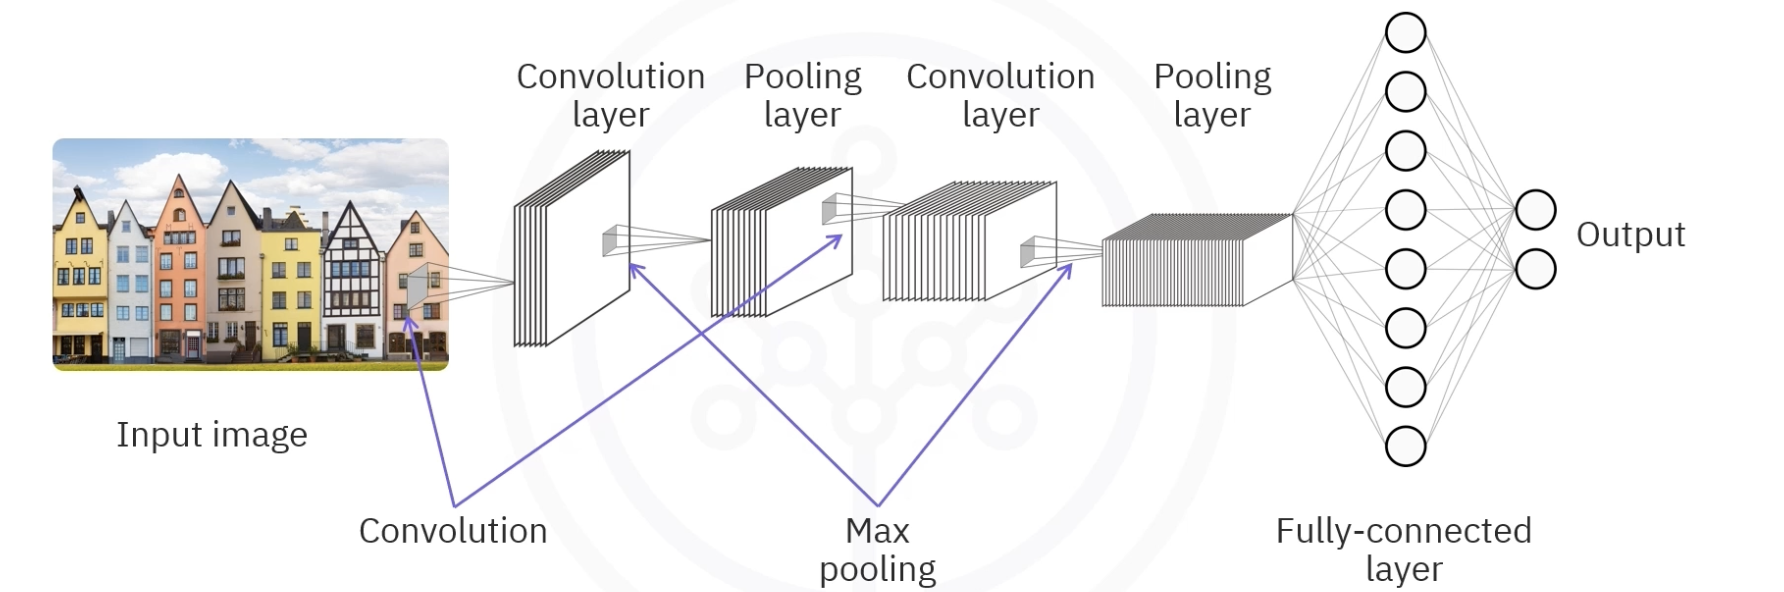 Convolution
layer
Pooling
layer
Convolution
layer
Pooling
layer
Output
Input image
Convolution
Max
pooling
Fully-connected
layer